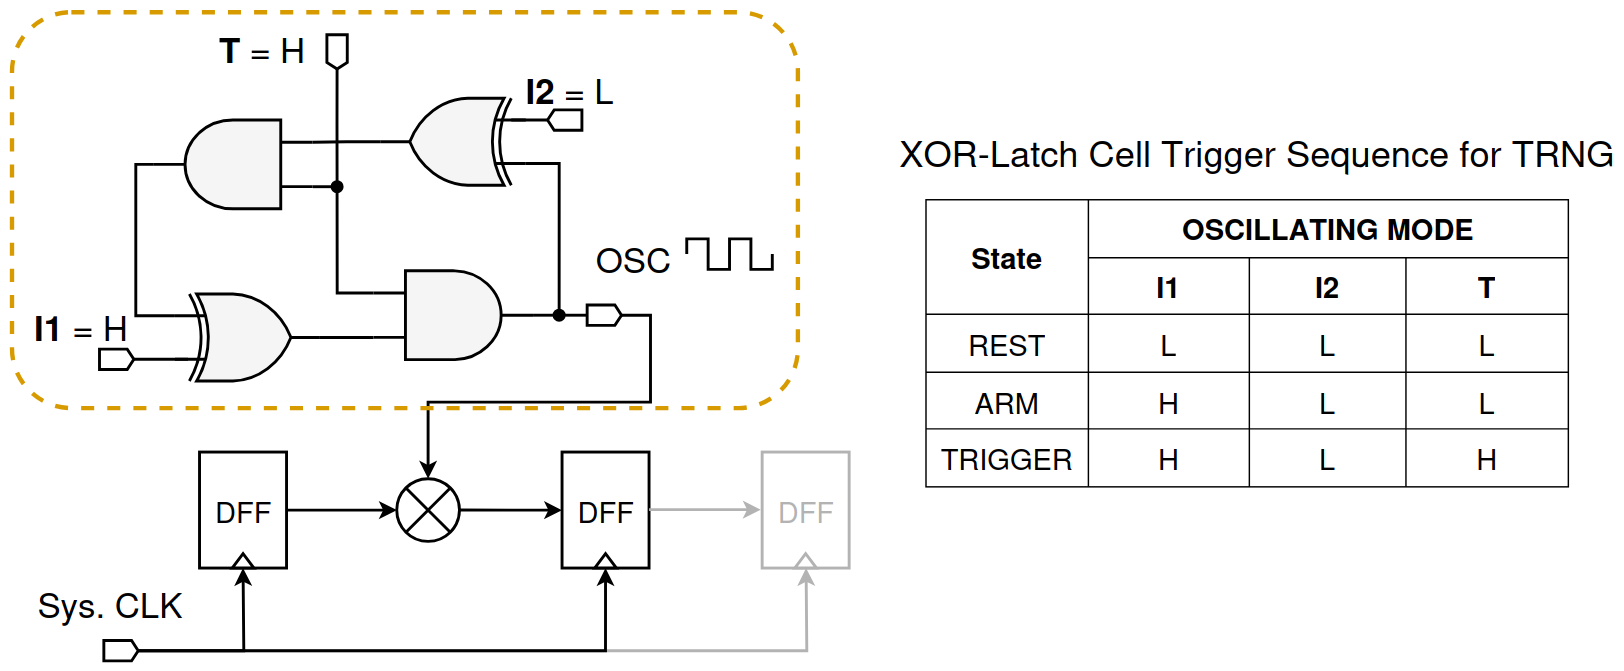 T = H
I2 = L
OSC
I1 = H
DFF
DFF
DFF
Sys. CLK
XOR-Latch Cell Trigger Sequence for TRNG
State OSCILLATING MODE
I1 I2 T
REST L L L
ARM H L L
TRIGGER H L H